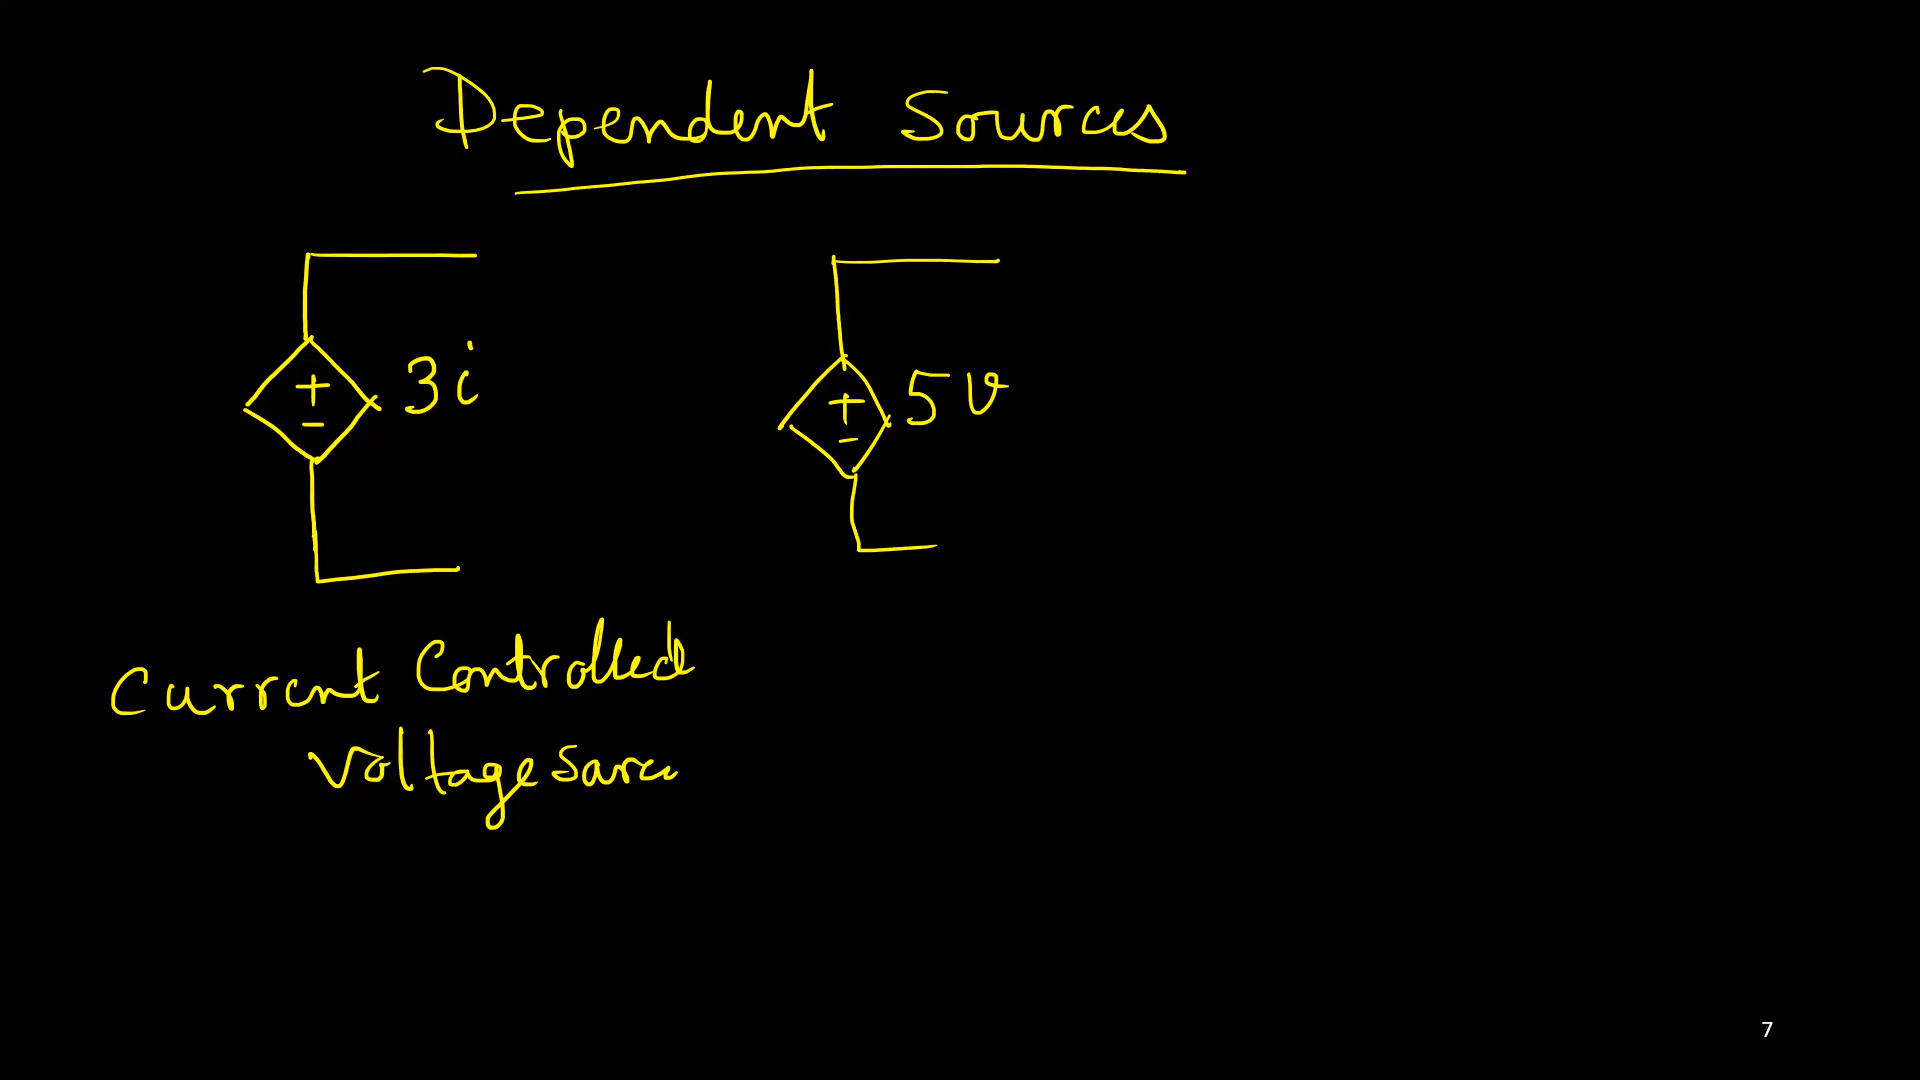 Dependent Sources
+
-
3i
+
-
5v
Current Controlled
Voltage Source
7